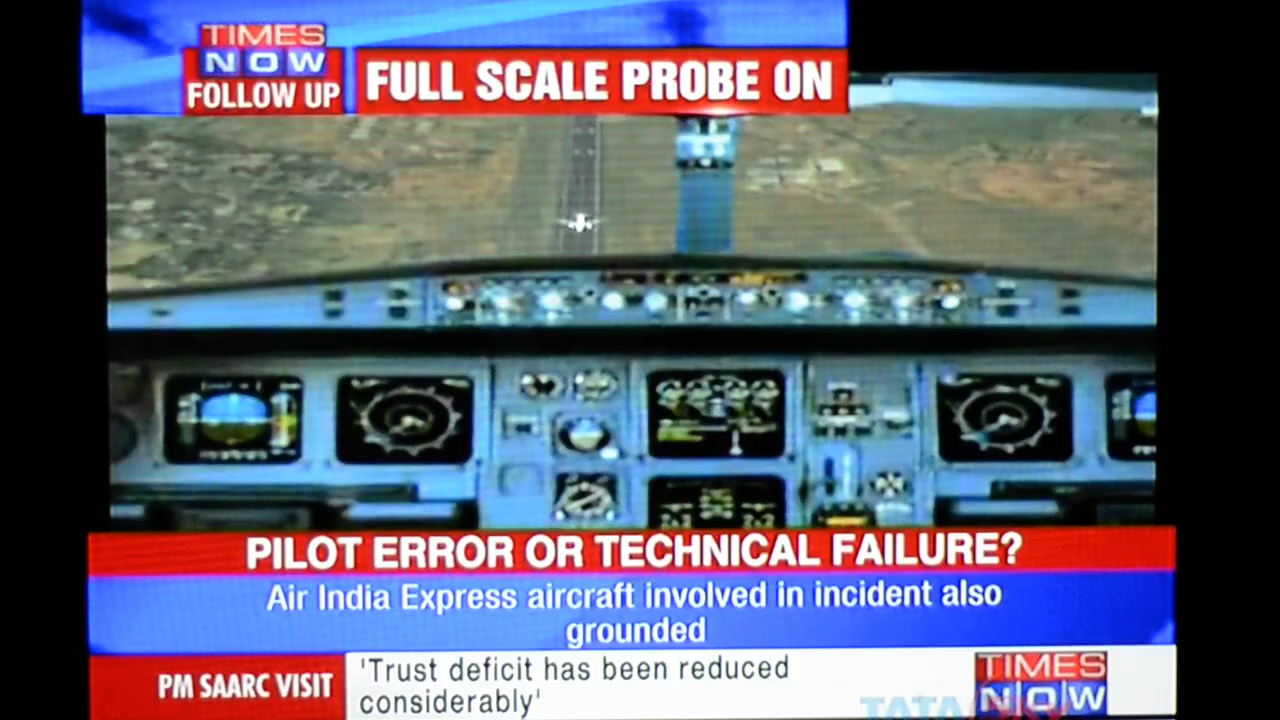 TIMES
NOW
FOLLOW UP
FULL SCALE PROBE ON
PILOT ERROR OR TECHNICAL FAILURE?
Air India Express aircraft involved in incident also
grounded
PM SAARC VISIT
'Trust deficit has been reduced
considerably'
TIMES
NOW
TATA